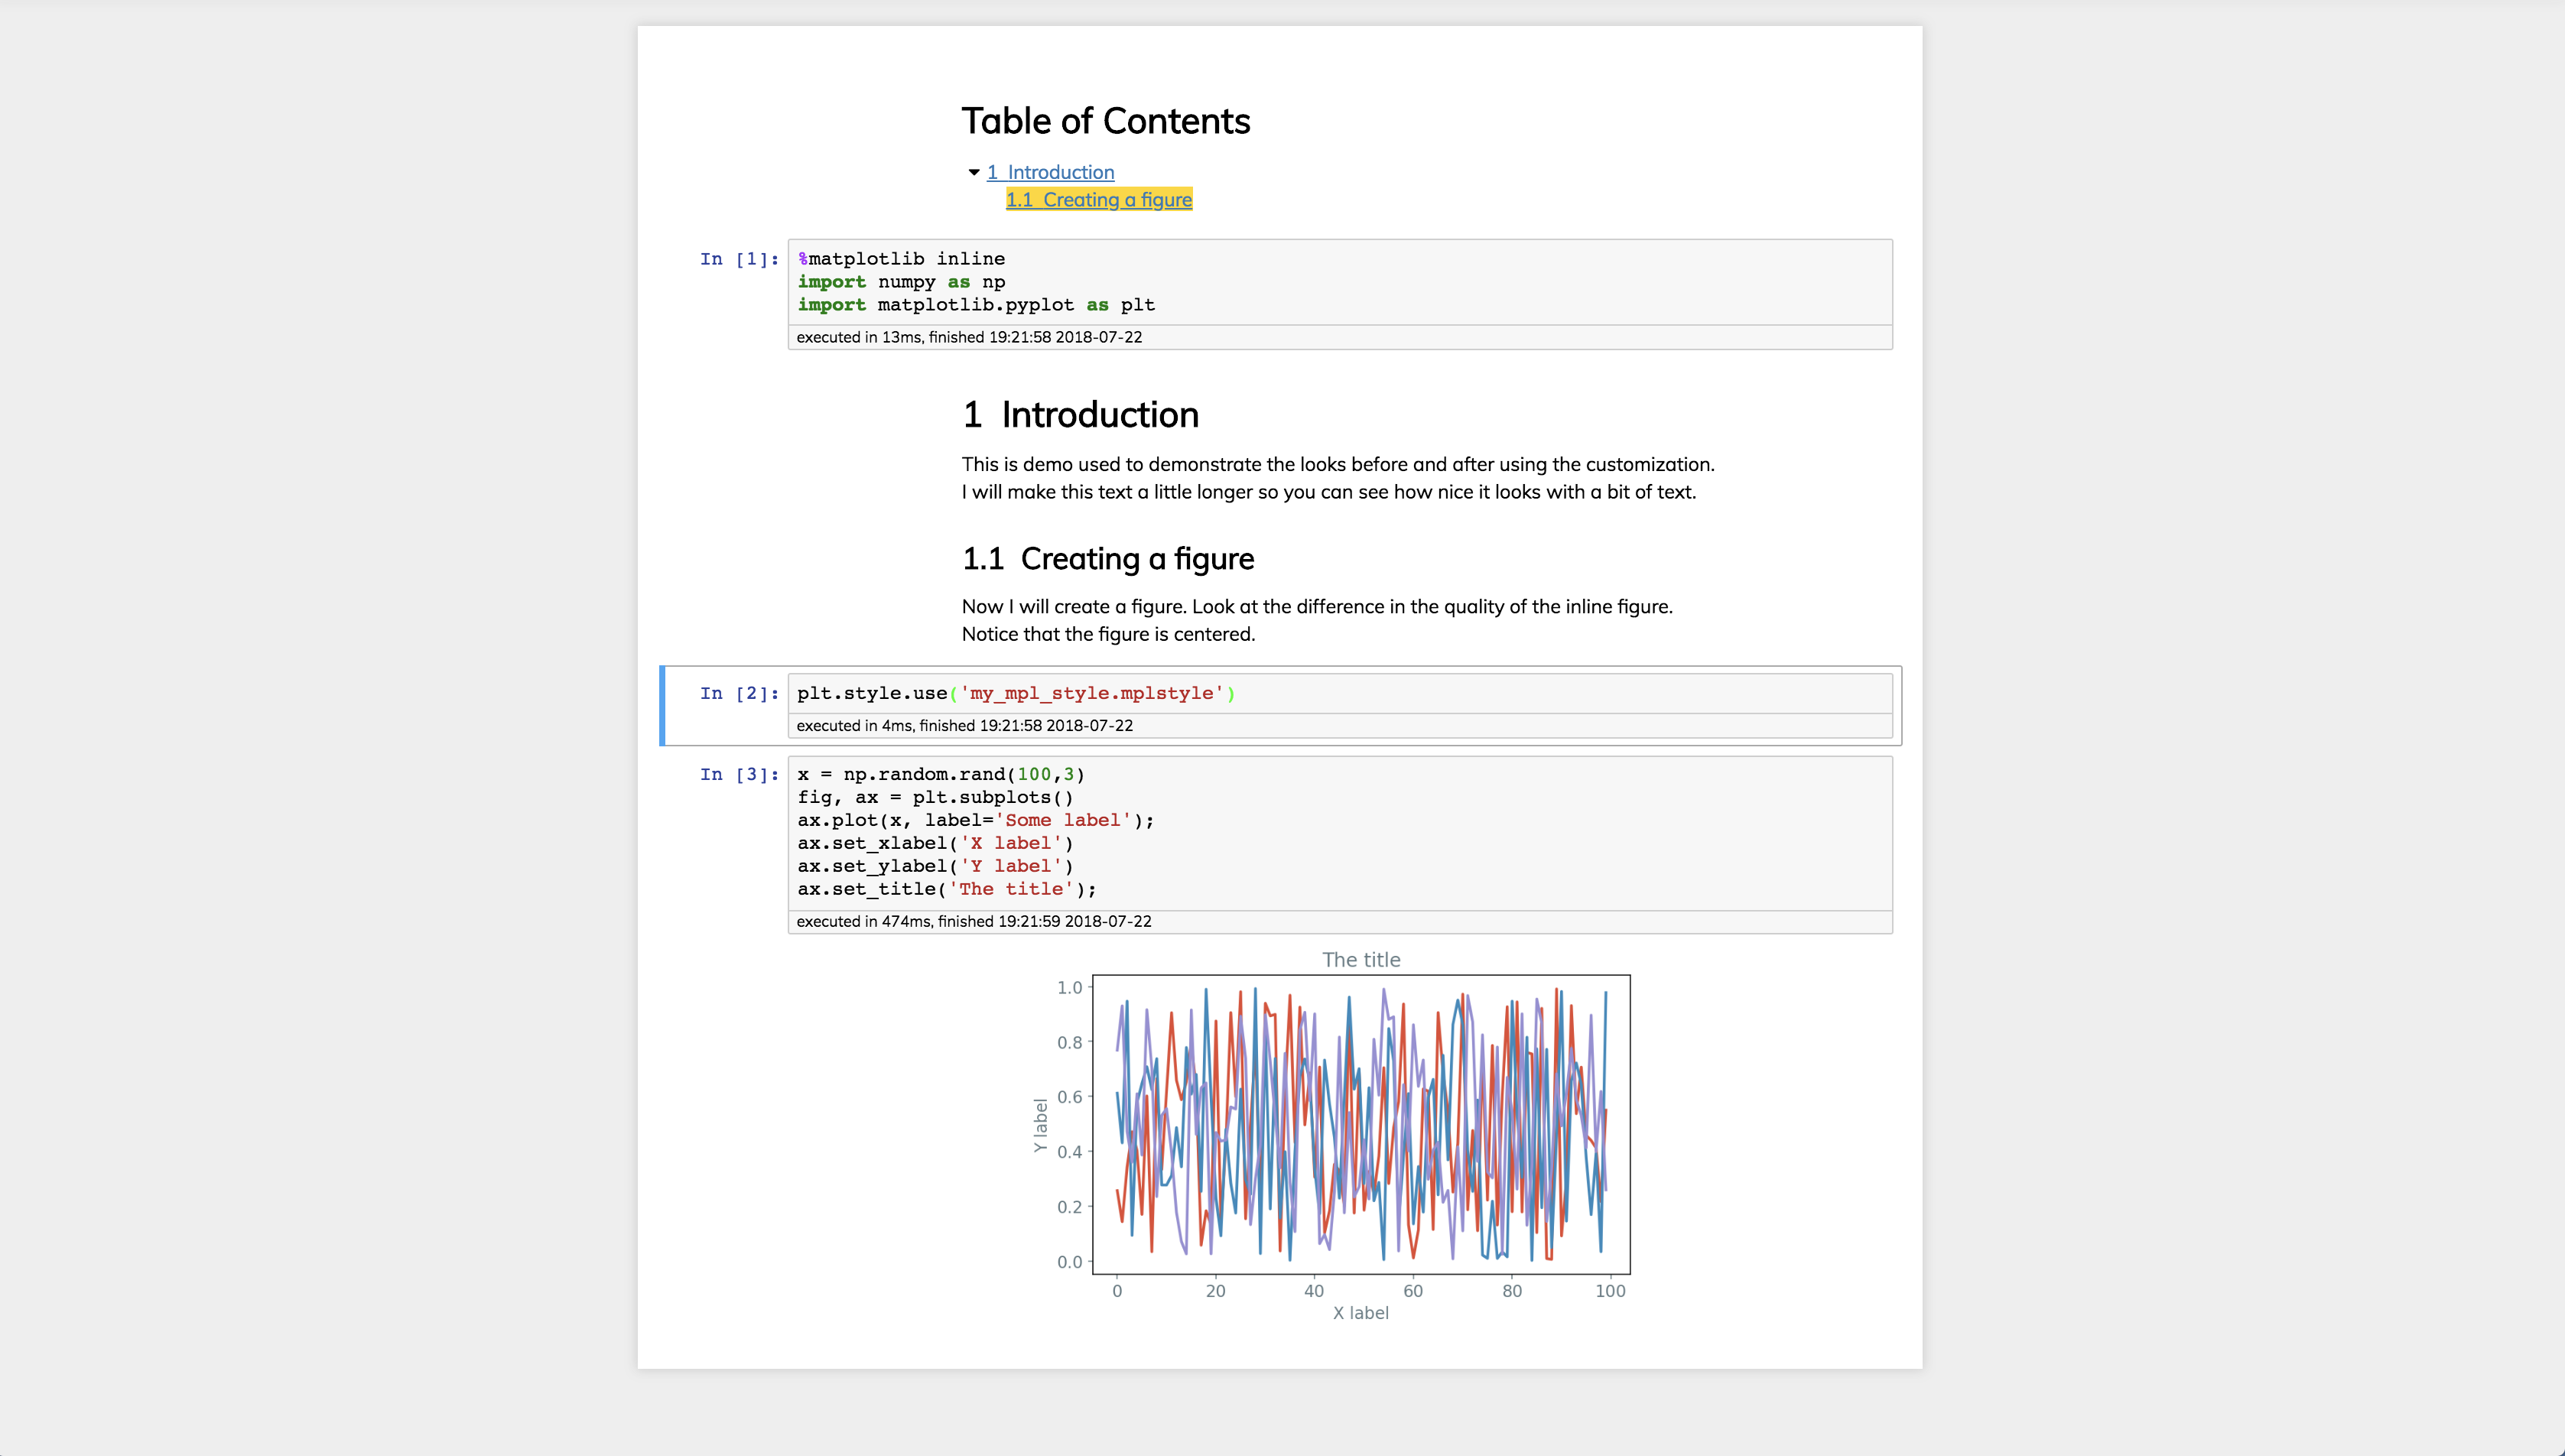 Table of Contents
1 Introduction
1.1 Creating a figure
In [1]:
%matplotlib inline
import numpy as np
import matplotlib.pyplot as plt
executed in 13ms, finished 19:21:58 2018-07-22
1 Introduction
This is demo used to demonstrate the looks before and after using the customization.
I will make this text a little longer so you can see how nice it looks with a bit of text.
1.1 Creating a figure
Now I will create a figure. Look at the difference in the quality of the inline figure.
Notice that the figure is centered.
In [2]:
plt.style.use('my_mpl_style.mplstyle')
executed in 4ms, finished 19:21:58 2018-07-22
In [3]:
x = np.random.rand(100,3)
fig, ax = plt.subplots()
ax.plot(x, label='Some label');
ax.set_xlabel('X label')
ax.set_ylabel('Y label')
ax.set_title('The title');
executed in 474ms, finished 19:21:59 2018-07-22
The title
1.0
0.8
0.6
0.4
0.2
0.0
Y label
0 20 40 60 80 100
X label